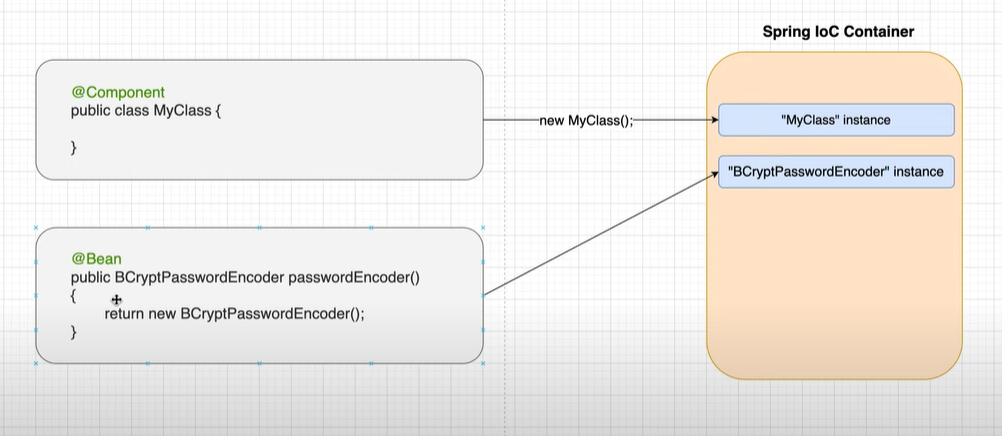 Spring IoC Container
@Component
public class MyClass {
}
new MyClass();
"MyClass" instance
"BCryptPasswordEncoder" instance
@Bean
public BCryptPasswordEncoder passwordEncoder()
{
return new BCryptPasswordEncoder();
}